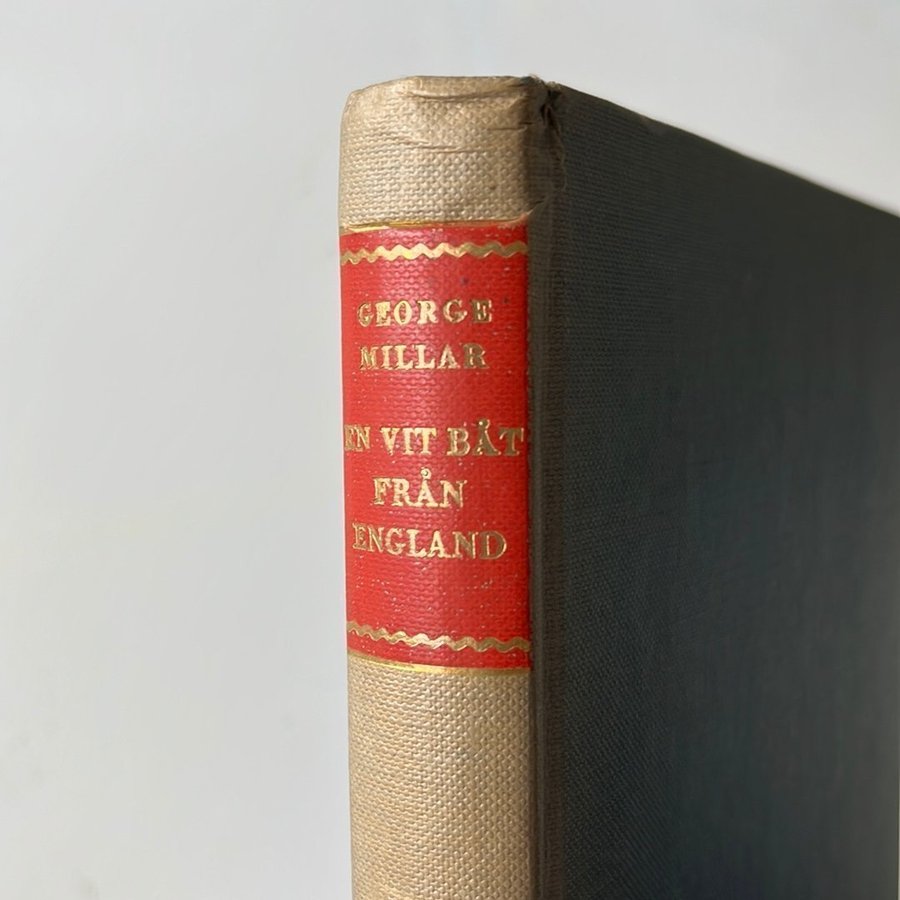 GEORGE
MILLAR
EN VIT BÅT
FRÅN
ENGLAND